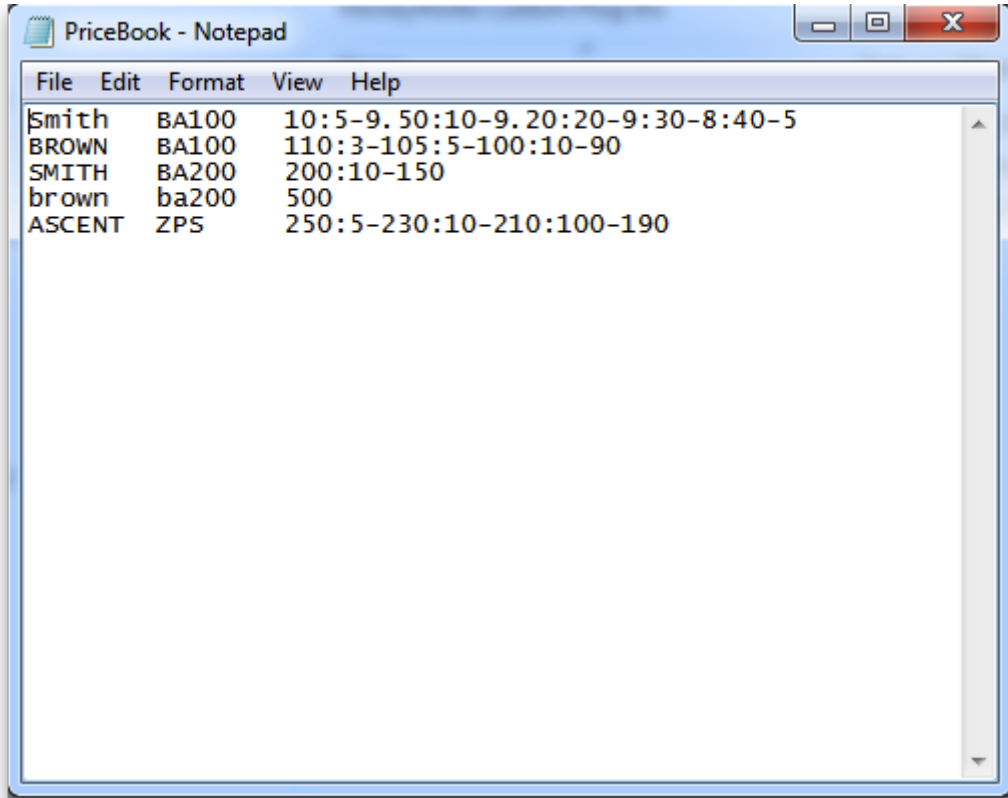 PriceBook - Notepad
File Edit Format View Help
Smith BA100 10:5-9.50:10-9.20:20-9:30-8:40-5
BROWN BA100 110:3-105:5-100:10-90
SMITH BA200 200:10-150
brown ba200 500
ASCENT ZPS 250:5-230:10-210:100-190